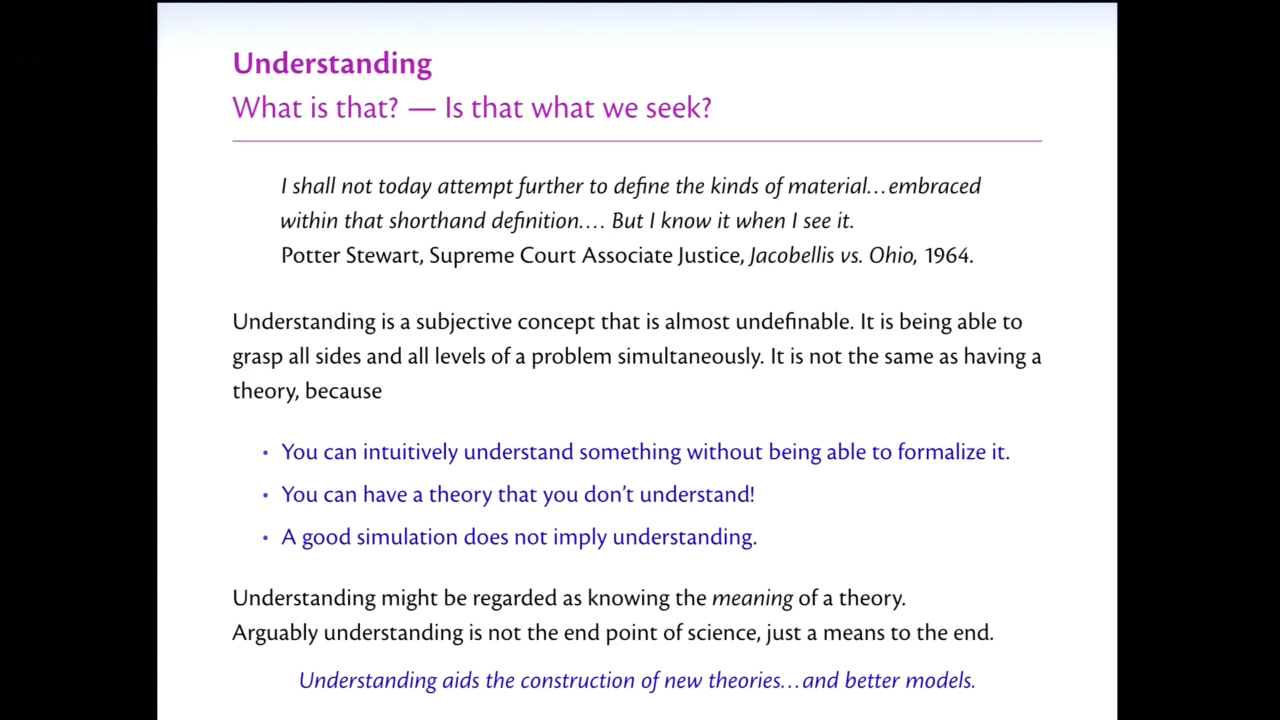 Understanding
What is that? — Is that what we seek?
I shall not today attempt further to define the kinds of material…embraced
within that shorthand definition.… But I know it when I see it.
Potter Stewart, Supreme Court Associate Justice, Jacobellis vs. Ohio, 1964.
Understanding is a subjective concept that is almost undefinable. It is being able to
grasp all sides and all levels of a problem simultaneously. It is not the same as having a
theory, because
• You can intuitively understand something without being able to formalize it.
• You can have a theory that you don’t understand!
• A good simulation does not imply understanding.
Understanding might be regarded as knowing the meaning of a theory.
Arguably understanding is not the end point of science, just a means to the end.
Understanding aids the construction of new theories…and better models.